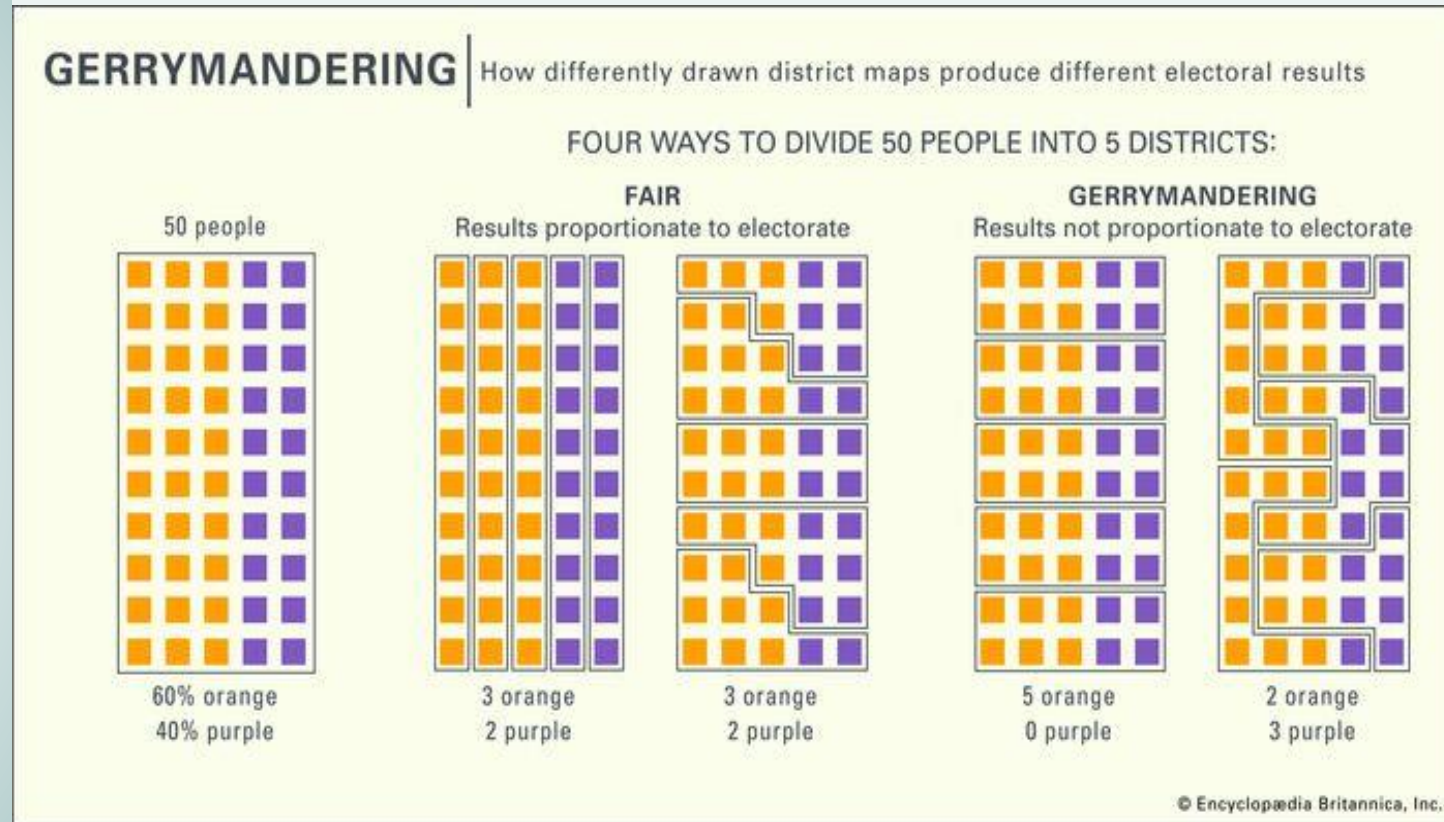 GERRYMANDERING How differently drawn district maps produce different electoral results
FOUR WAYS TO DIVIDE 50 PEOPLE INTO 5 DISTRICTS:
50 people
FAIR
Results proportionate to electorate
GERRYMANDERING
Results not proportionate to electorate
60% orange
40% purple
3 orange
2 purple
3 orange
2 purple
5 orange
0 purple
2 orange
3 purple
© Encyclopædia Britannica, Inc.